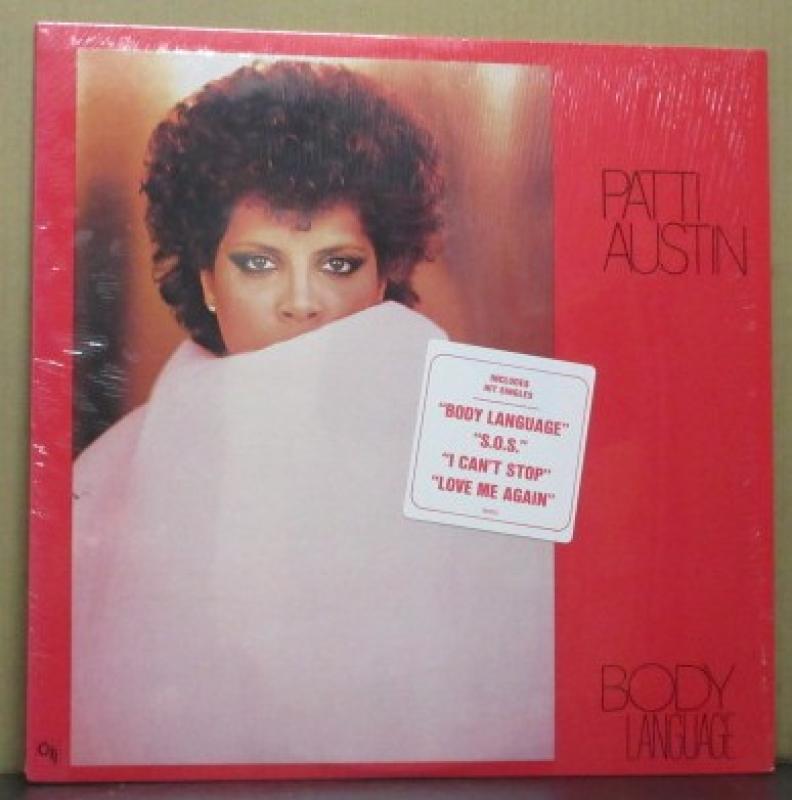 PATTI
AUSTIN
INCLUDES
HIT SINGLES
"BODY LANGUAGE"
"S.O.S."
"I CAN'T STOP"
"LOVE ME AGAIN"
BODY
LANGUAGE